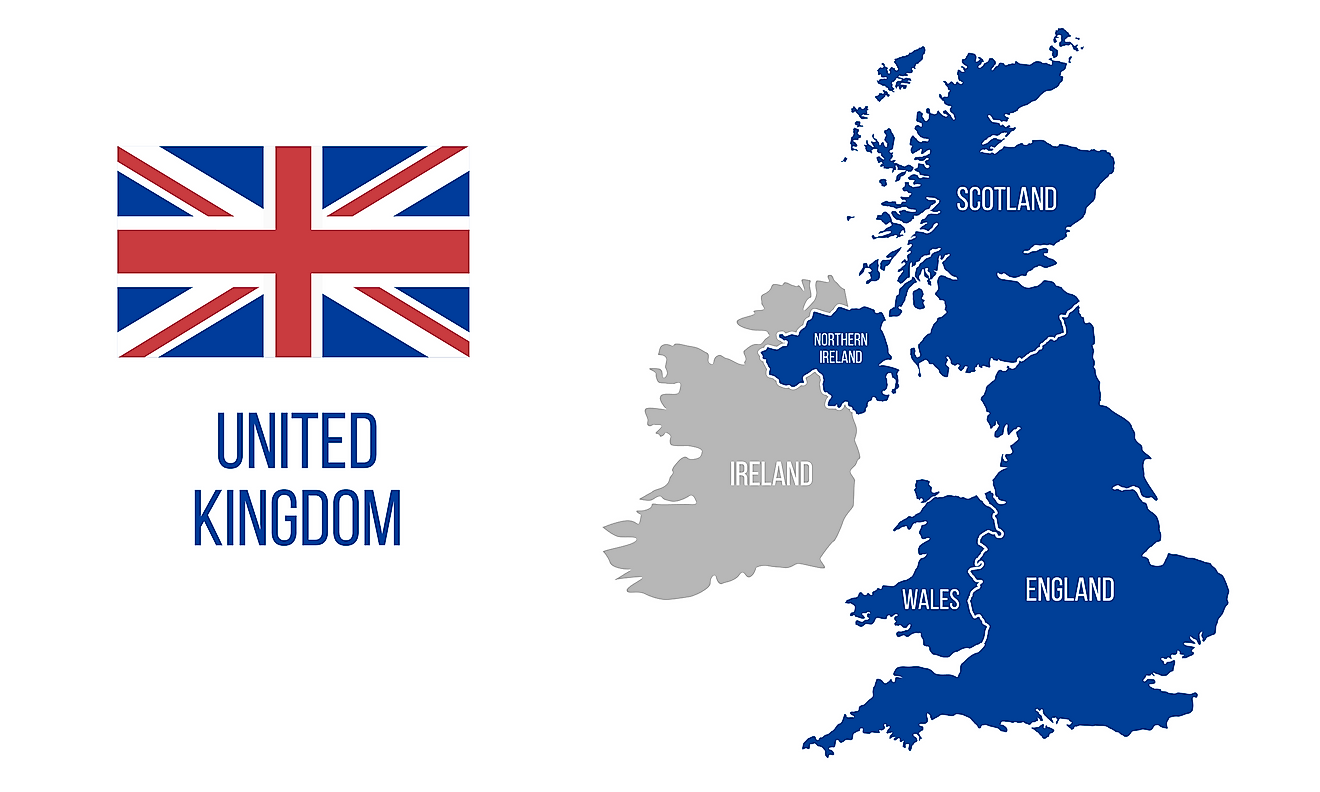 UNITED
KINGDOM
SCOTLAND
NORTHERN
IRELAND
IRELAND
WALES
ENGLAND